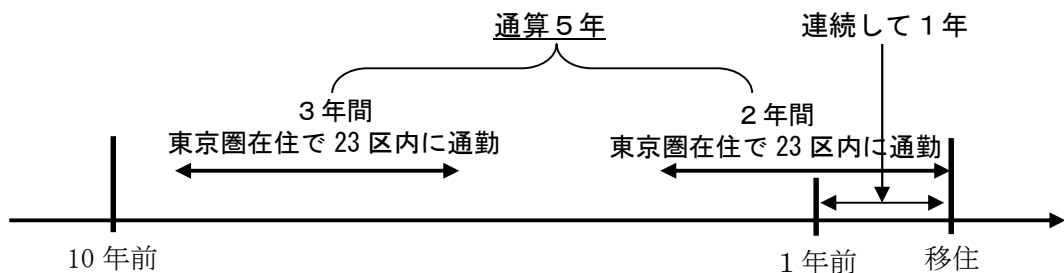 通算５年
連続して１年
３年間
東京圏在住で 23 区内に通勤
２年間
東京圏在住で 23 区内に通勤
10 年前
１年前
移住